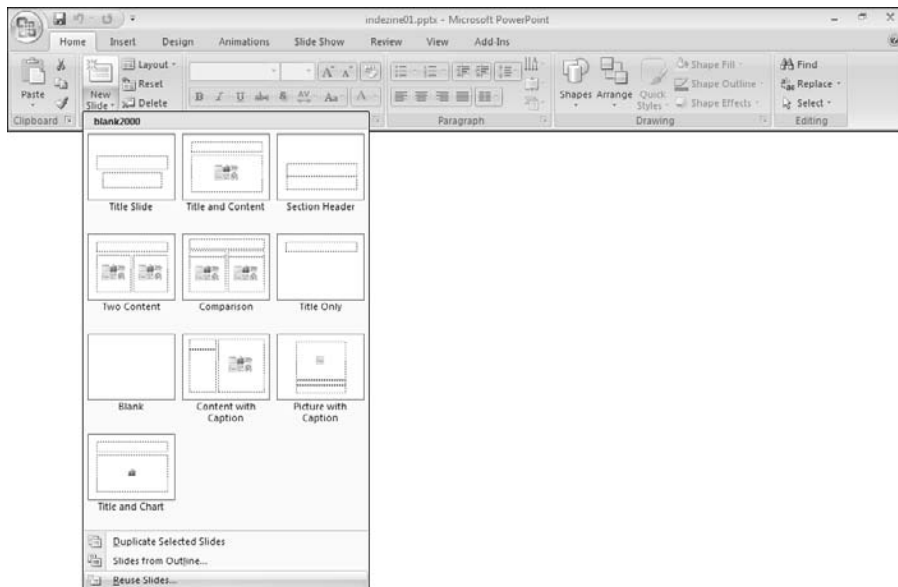 indezine01.pptx - Microsoft PowerPoint
Home Insert Design Animations Slide Show Review View Add-Ins
Paste
New Slide
Layout
Reset
Delete
B I U abc S AV Aa A
A A
Shapes Arrange Quick Styles
Shape Fill
Shape Outline
Shape Effects
Find
Replace
Select
Clipboard Paragraph Drawing Editing
blank2000
Title Slide Title and Content Section Header
Two Content Comparison Title Only
Blank Content with Caption Picture with Caption
Title and Chart
Duplicate Selected Slides
Slides from Outline...
Reuse Slides...